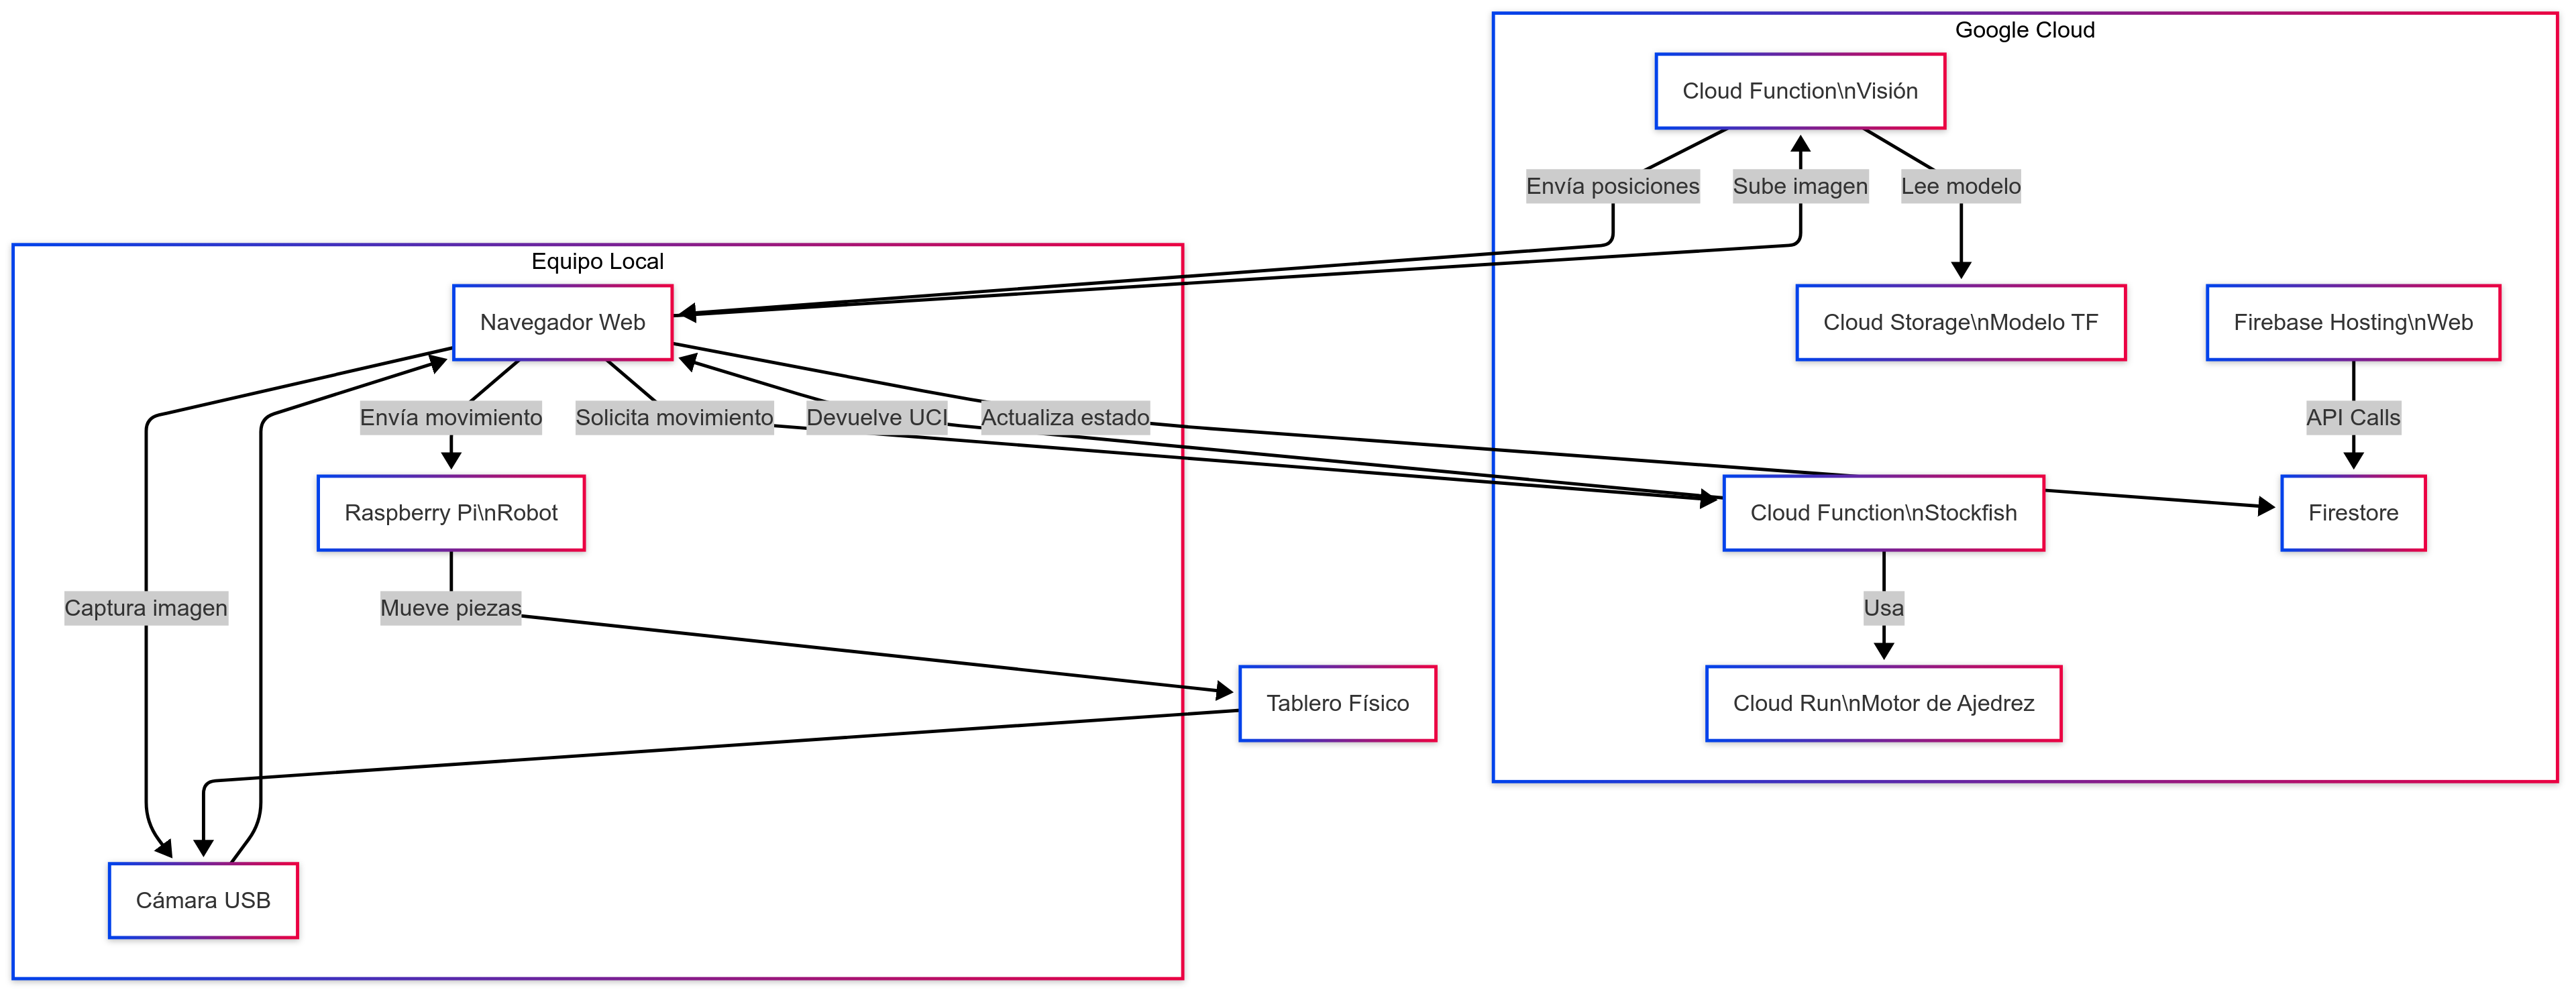 Google Cloud
Cloud Function\nVisión
Envía posiciones
Sube imagen
Lee modelo
Equipo Local
Navegador Web
Cloud Storage\nModelo TF
Firebase Hosting\nWeb
Envía movimiento
Solicita movimiento
Devuelve UCI
Actualiza estado
API Calls
Raspberry Pi\nRobot
Cloud Function\nStockfish
Firestore
Captura imagen
Mueve piezas
Usa
Tablero Físico
Cloud Run\nMotor de Ajedrez
Cámara USB